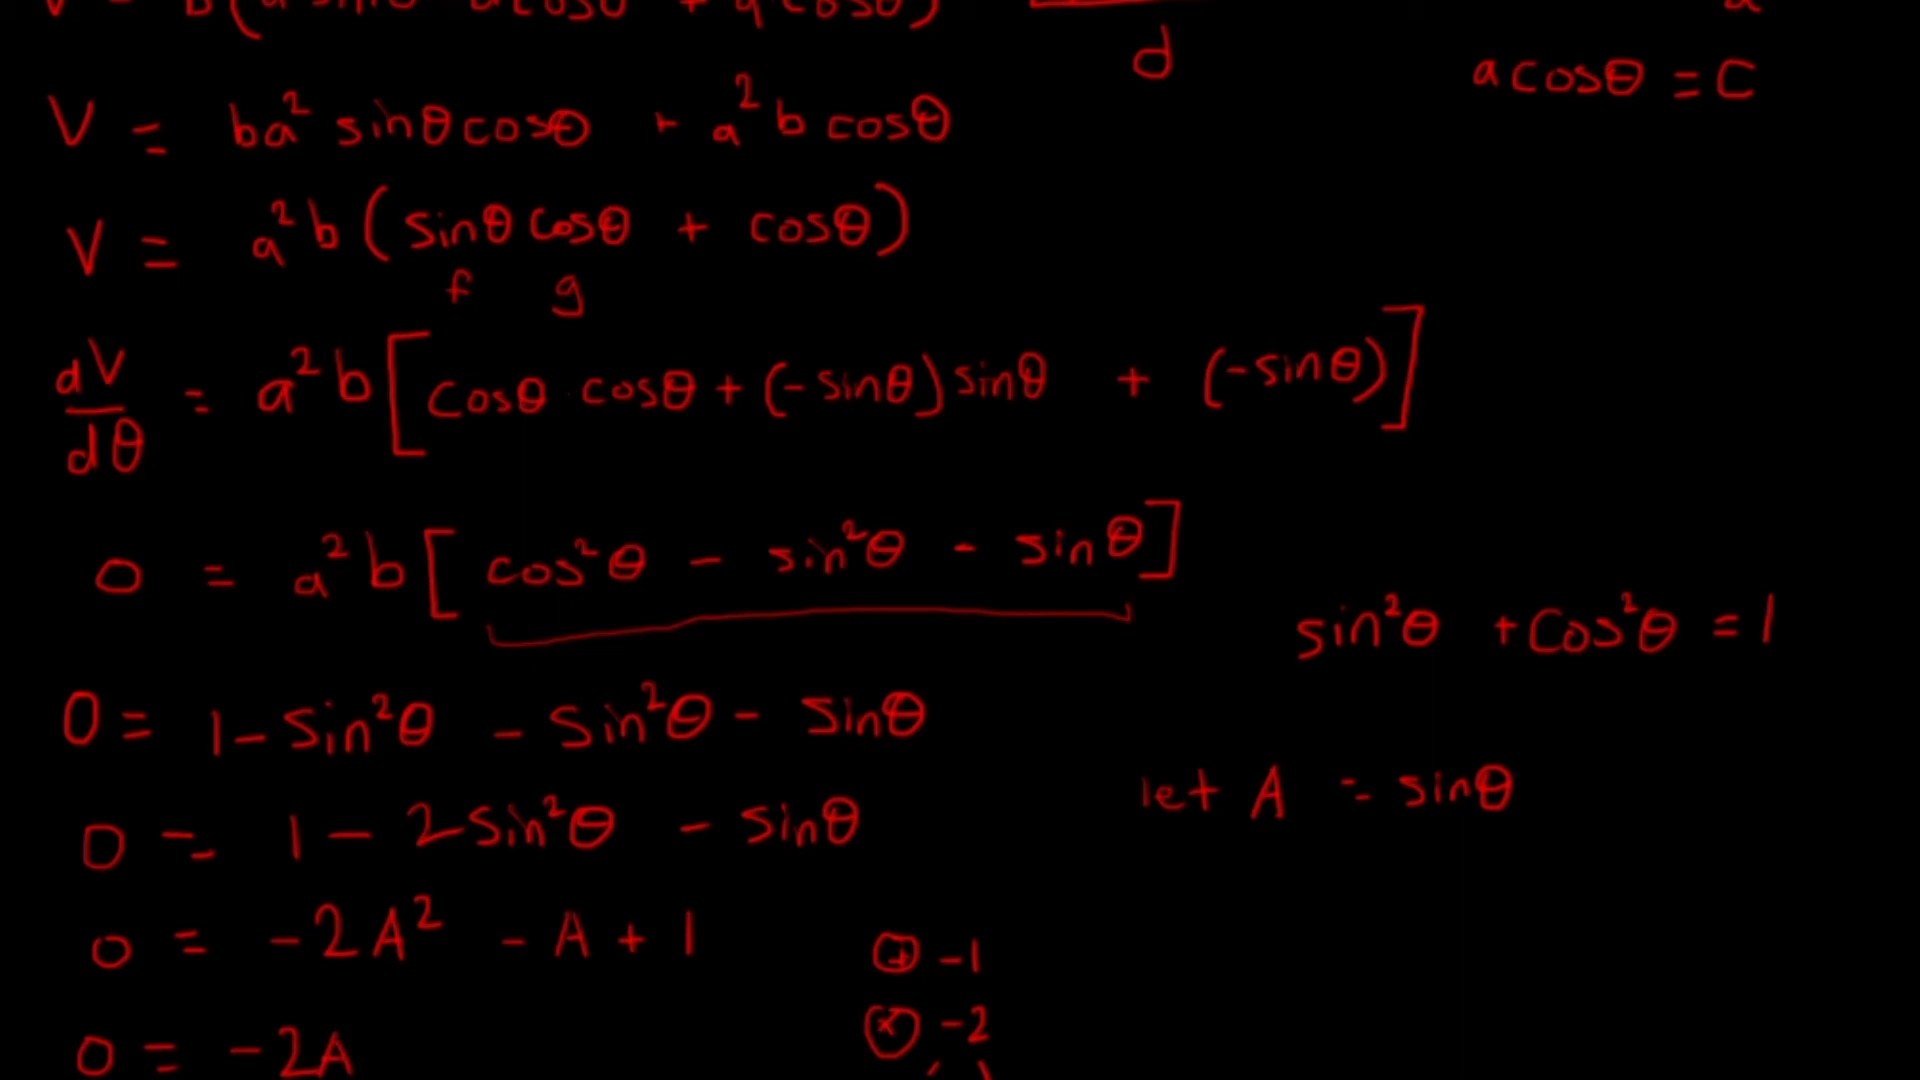 d
a cosθ = C
V = ba² sinθ cosθ + a²b cosθ
V = a²b (sinθ cosθ + cosθ)
f g
dV/dθ = a²b [cosθ · cosθ + (-sinθ) sinθ + (-sinθ)]
0 = a²b [cos²θ - sin²θ - sinθ]
sin²θ + Cos²θ = 1
0 = 1 - Sin²θ - Sin²θ - Sinθ
let A = sinθ
0 = 1 - 2Sin²θ - Sinθ
0 = -2A² - A + 1
⊕ -1
⊗ -2
0 = -2A